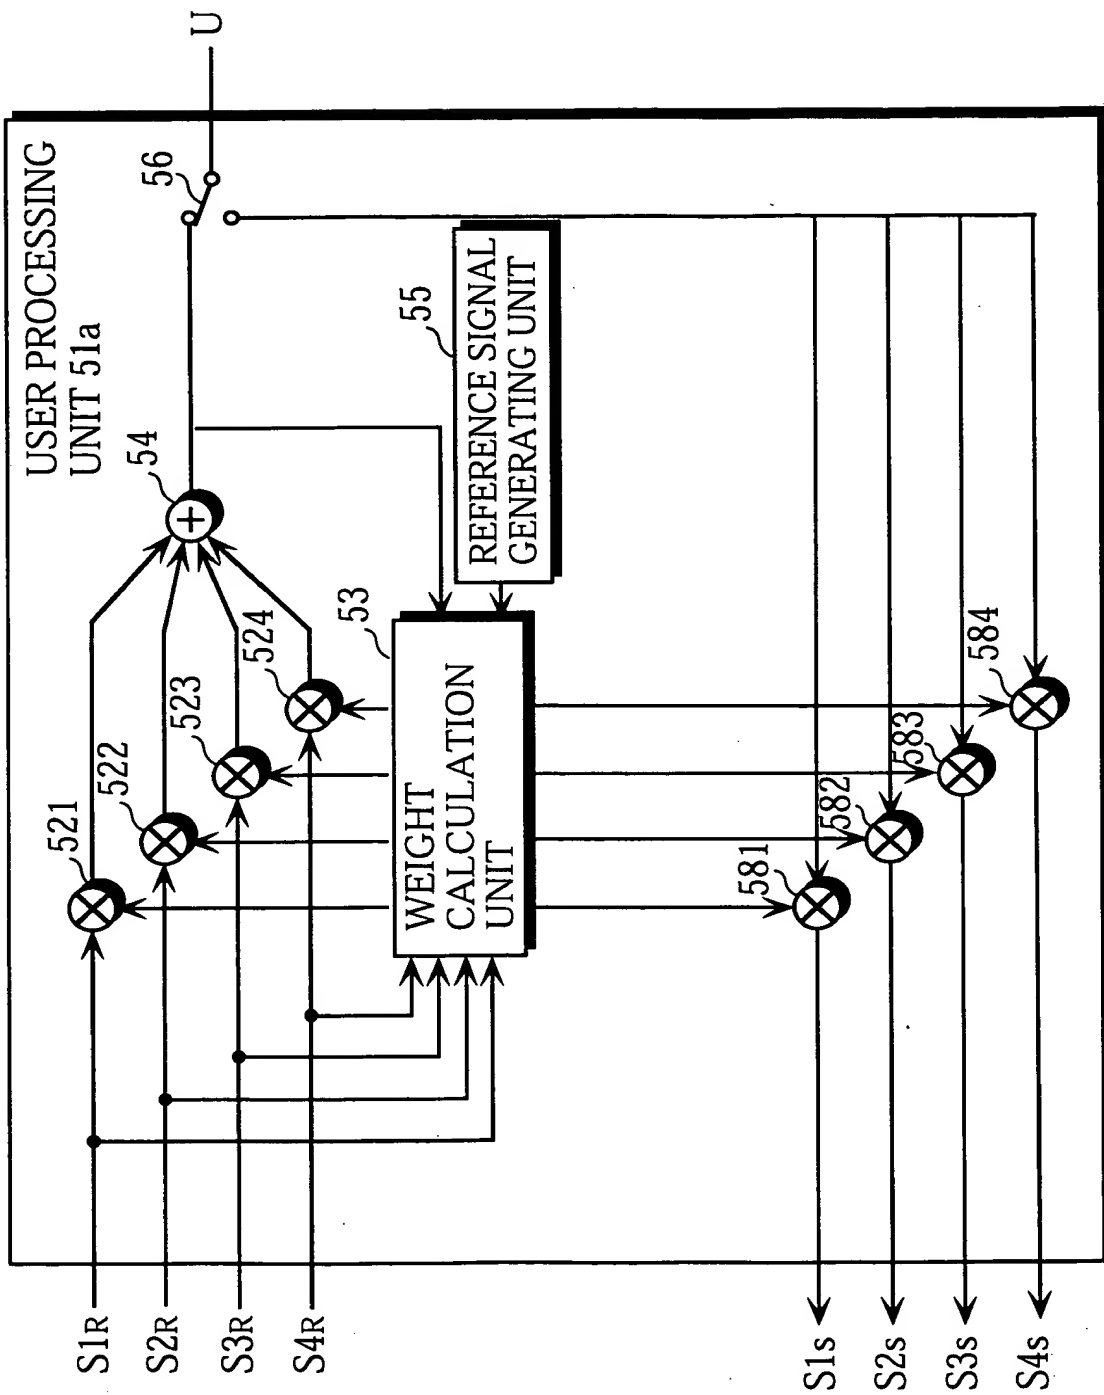 USER PROCESSING
UNIT 51a
U
56
54
55
REFERENCE SIGNAL
GENERATING UNIT
521
522
523
524
53
WEIGHT
CALCULATION
UNIT
581
582
583
584
S1R
S2R
S3R
S4R
S1S
S2S
S3S
S4S